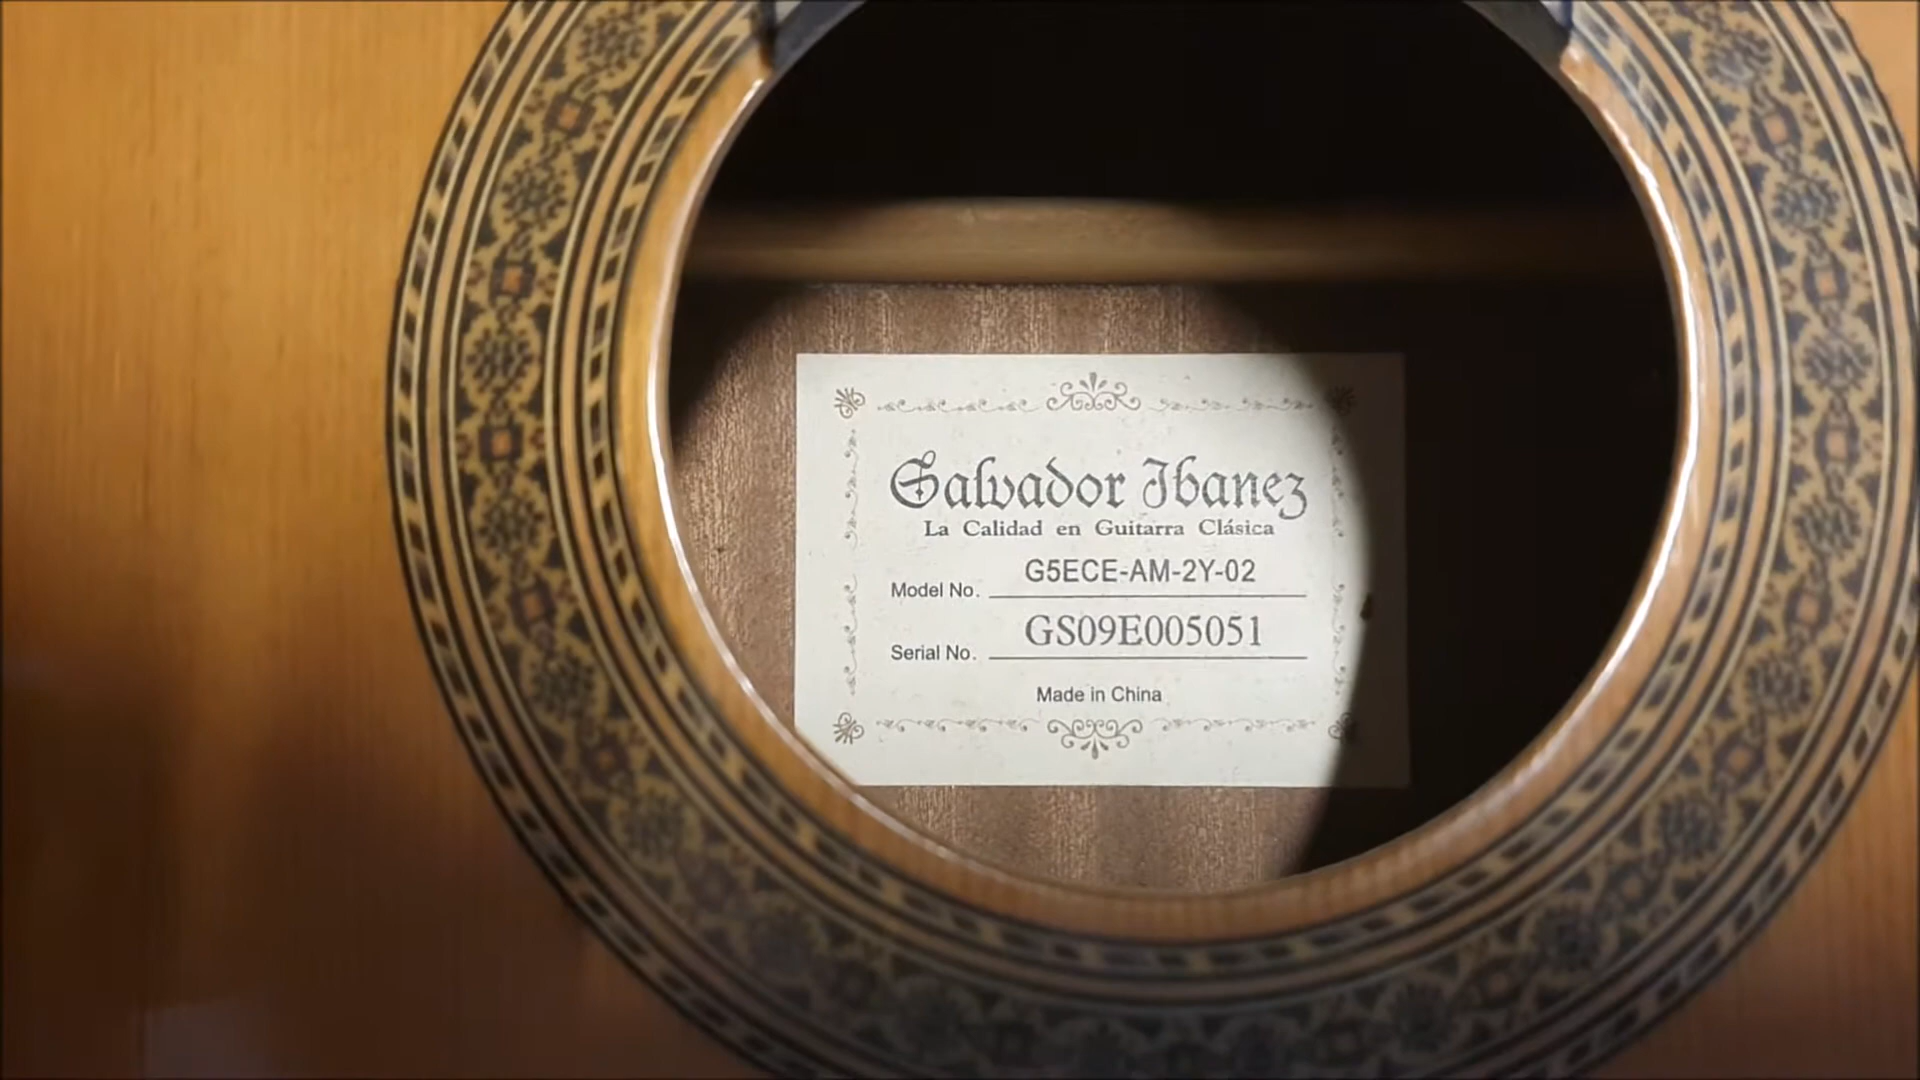 Salvador Ibanez
La Calidad en Guitarra Clásica
Model No. G5ECE-AM-2Y-02
Serial No. GS09E005051
Made in China